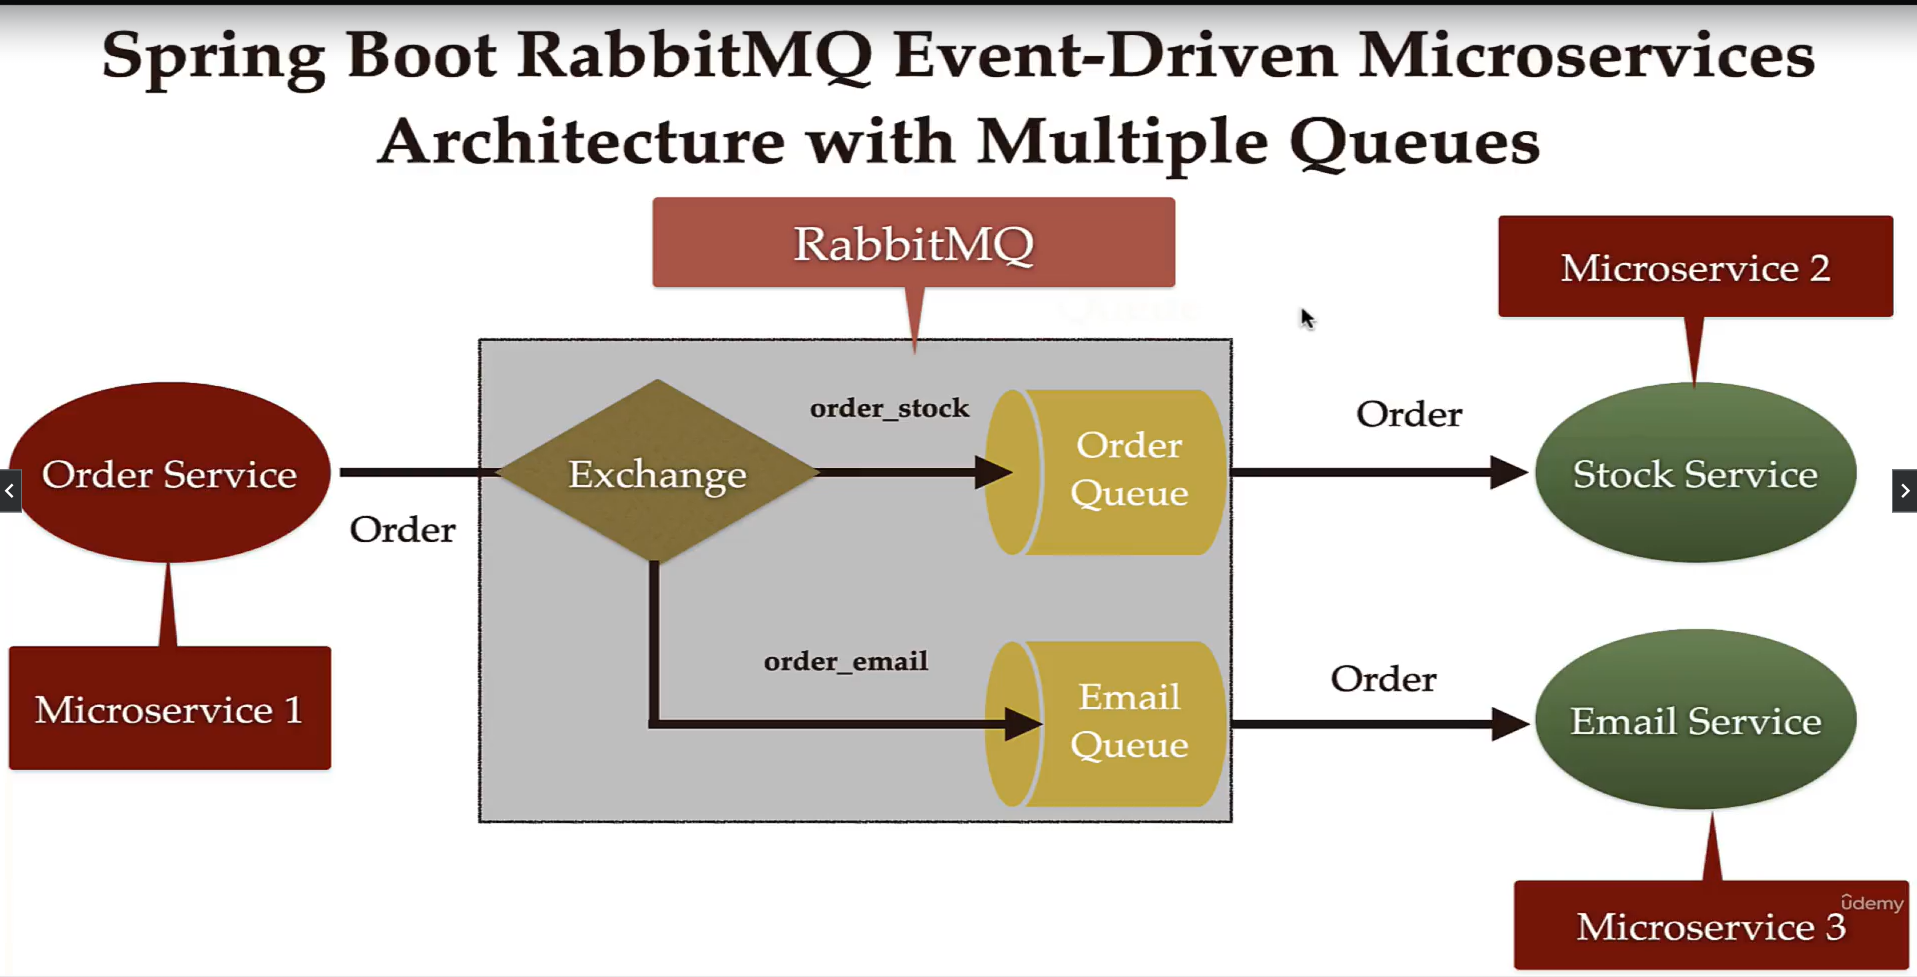 Spring Boot RabbitMQ Event-Driven Microservices
Architecture with Multiple Queues
RabbitMQ
Microservice 2
order_stock
Order
Order Service
Exchange
Order
Queue
Stock Service
Order
order_email
Order
Microservice 1
Email
Queue
Email Service
Microservice 3
ûdemy